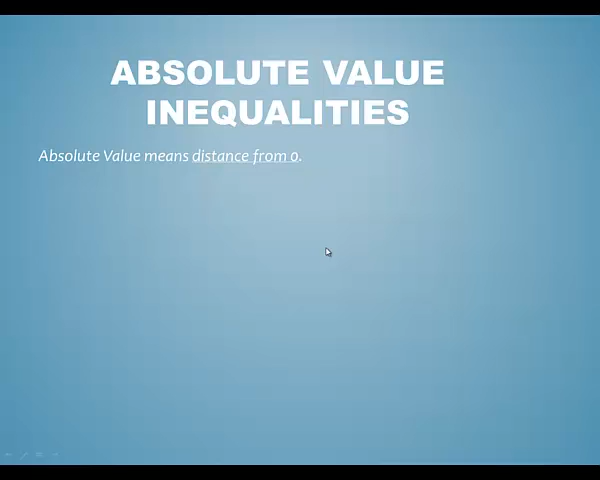 ABSOLUTE VALUE
INEQUALITIES
Absolute Value means distance from 0.